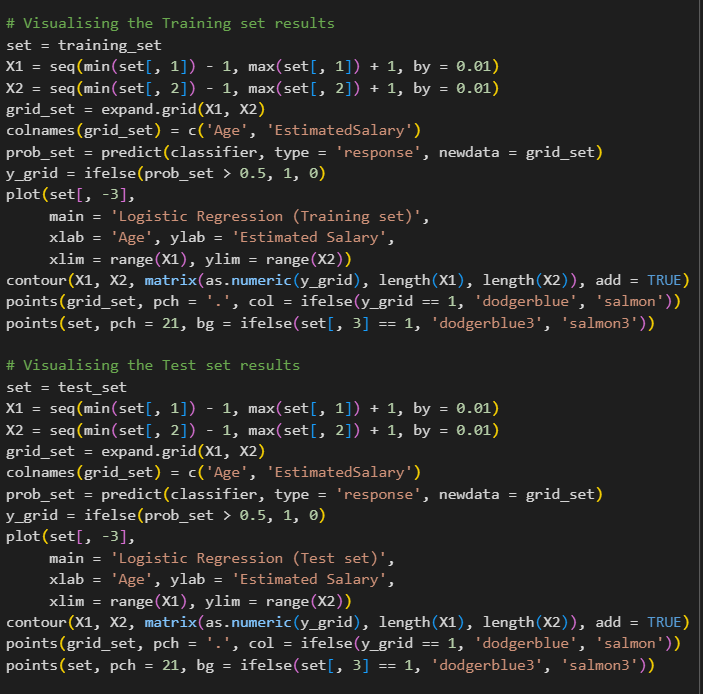 # Visualising the Training set results
set = training_set
X1 = seq(min(set[, 1]) - 1, max(set[, 1]) + 1, by = 0.01)
X2 = seq(min(set[, 2]) - 1, max(set[, 2]) + 1, by = 0.01)
grid_set = expand.grid(X1, X2)
colnames(grid_set) = c('Age', 'EstimatedSalary')
prob_set = predict(classifier, type = 'response', newdata = grid_set)
y_grid = ifelse(prob_set > 0.5, 1, 0)
plot(set[, -3],
     main = 'Logistic Regression (Training set)',
     xlab = 'Age', ylab = 'Estimated Salary',
     xlim = range(X1), ylim = range(X2))
contour(X1, X2, matrix(as.numeric(y_grid), length(X1), length(X2)), add = TRUE)
points(grid_set, pch = '.', col = ifelse(y_grid == 1, 'dodgerblue', 'salmon'))
points(set, pch = 21, bg = ifelse(set[, 3] == 1, 'dodgerblue3', 'salmon3'))

# Visualising the Test set results
set = test_set
X1 = seq(min(set[, 1]) - 1, max(set[, 1]) + 1, by = 0.01)
X2 = seq(min(set[, 2]) - 1, max(set[, 2]) + 1, by = 0.01)
grid_set = expand.grid(X1, X2)
colnames(grid_set) = c('Age', 'EstimatedSalary')
prob_set = predict(classifier, type = 'response', newdata = grid_set)
y_grid = ifelse(prob_set > 0.5, 1, 0)
plot(set[, -3],
     main = 'Logistic Regression (Test set)',
     xlab = 'Age', ylab = 'Estimated Salary',
     xlim = range(X1), ylim = range(X2))
contour(X1, X2, matrix(as.numeric(y_grid), length(X1), length(X2)), add = TRUE)
points(grid_set, pch = '.', col = ifelse(y_grid == 1, 'dodgerblue', 'salmon'))
points(set, pch = 21, bg = ifelse(set[, 3] == 1, 'dodgerblue3', 'salmon3'))